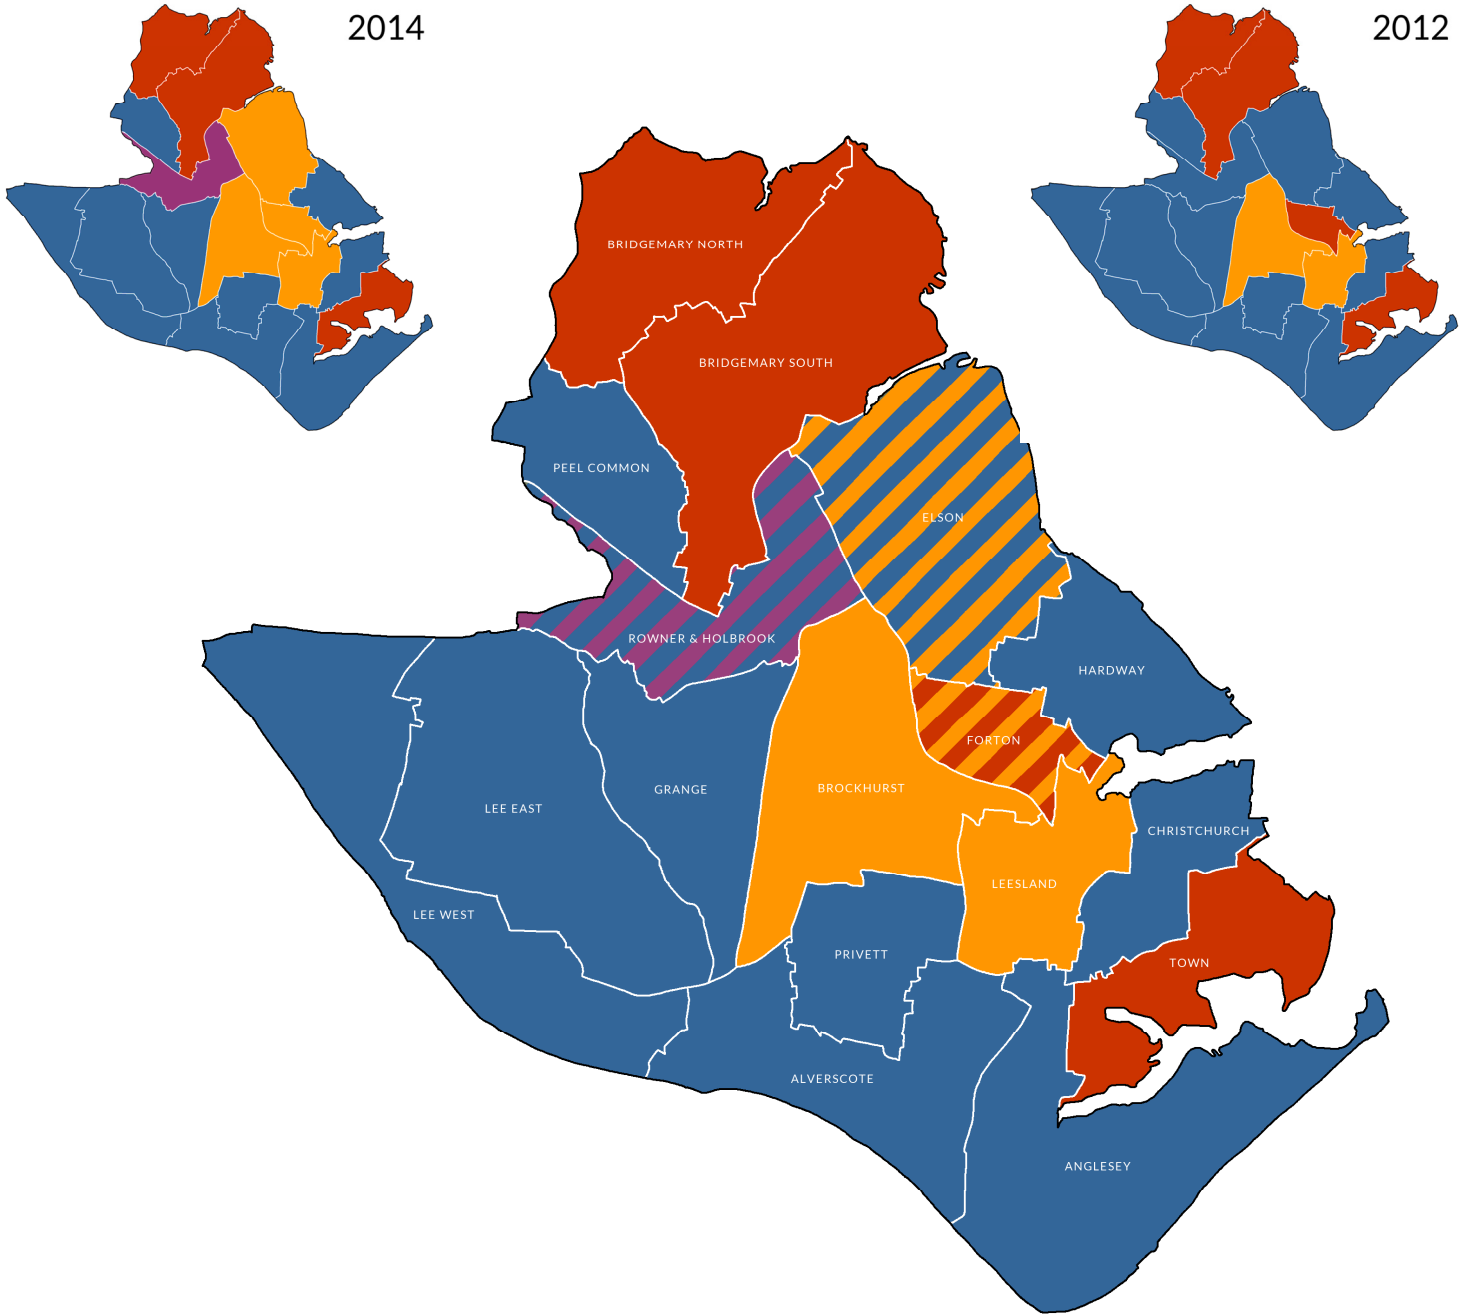 2014
2012
BRIDGEMARY NORTH
BRIDGEMARY SOUTH
PEEL COMMON
ELSON
ROWNER & HOLBROOK
HARDWAY
FORTON
GRANGE
BROCKHURST
LEE EAST
CHRISTCHURCH
LEESLAND
LEE WEST
PRIVETT
TOWN
ALVERSCOTE
ANGLESEY